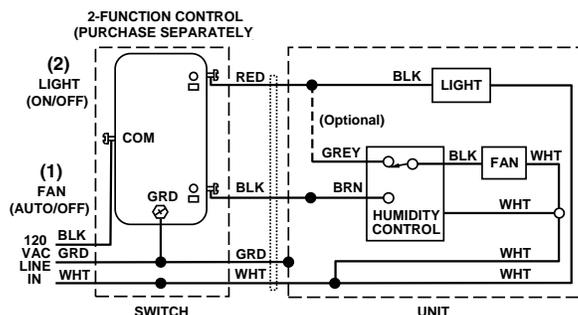 2-FUNCTION CONTROL
(PURCHASE SEPARATELY
(2)
LIGHT
(ON/OFF)
RED
BLK
LIGHT
(Optional)
COM
GREY
BLK
FAN
WHT
(1)
FAN
(AUTO/OFF)
GRD
BLK
BRN
HUMIDITY
CONTROL
WHT
120
VAC
LINE
IN
BLK
GRD
WHT
GRD
WHT
WHT
WHT
SWITCH
UNIT